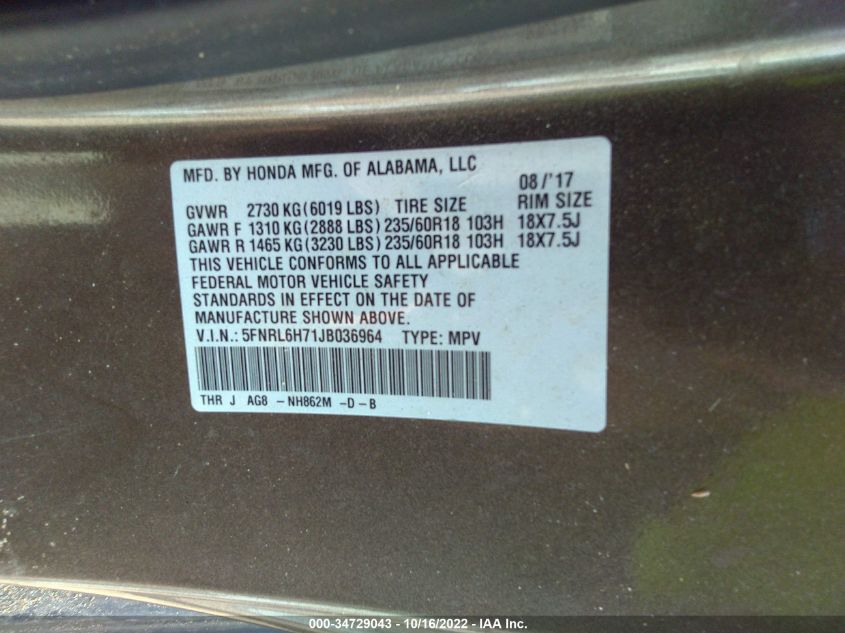 MFD. BY HONDA MFG. OF ALABAMA, LLC
08/'17
GVWR 2730 KG(6019 LBS) TIRE SIZE RIM SIZE
GAWR F 1310 KG(2888 LBS) 235/60R18 103H 18X7.5J
GAWR R 1465 KG(3230 LBS) 235/60R18 103H 18X7.5J
THIS VEHICLE CONFORMS TO ALL APPLICABLE
FEDERAL MOTOR VEHICLE SAFETY
STANDARDS IN EFFECT ON THE DATE OF
MANUFACTURE SHOWN ABOVE.
V.I.N.: 5FNRL6H71JB036964 TYPE: MPV
THR J AG8 -NH862M -D-B
000-34729043 - 10/16/2022 - IAA Inc.